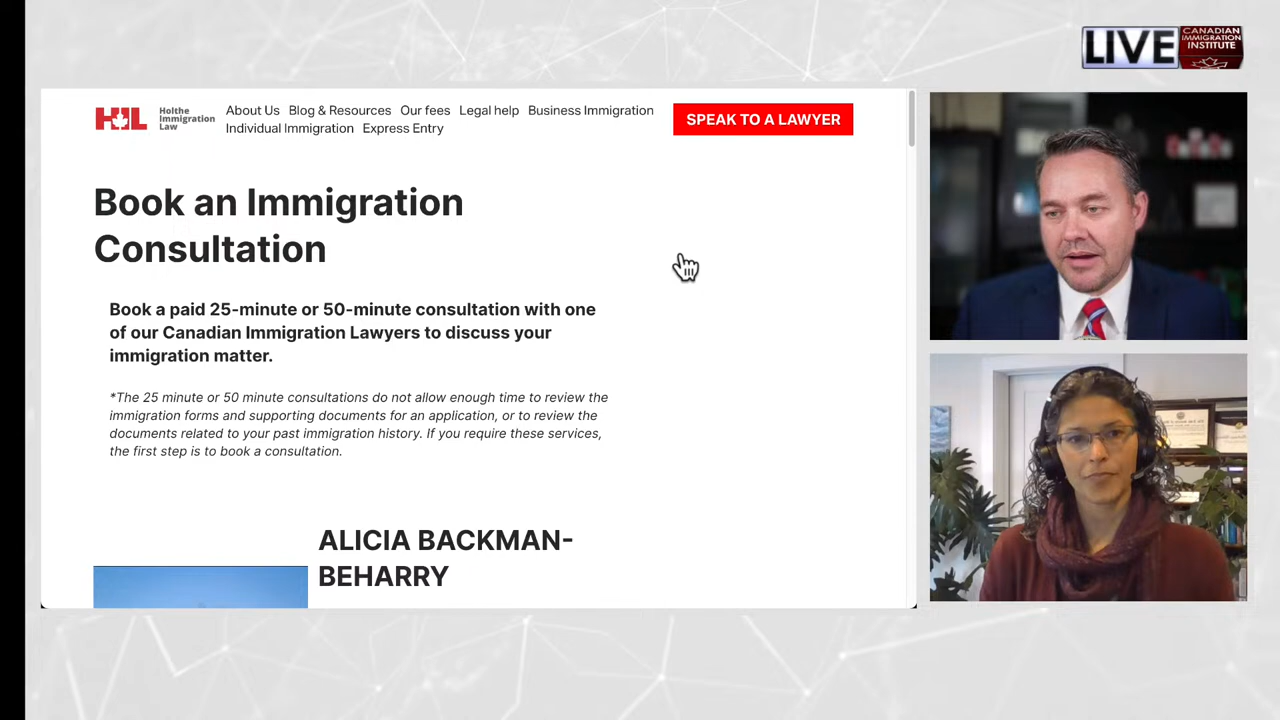 LIVE
CANADIAN
IMMIGRATION
INSTITUTE
HIL
Holthe
Immigration
Law
About Us Blog & Resources Our fees Legal help Business Immigration
Individual Immigration Express Entry
SPEAK TO A LAWYER
Book an Immigration
Consultation
Book a paid 25-minute or 50-minute consultation with one
of our Canadian Immigration Lawyers to discuss your
immigration matter.
*The 25 minute or 50 minute consultations do not allow enough time to review the
immigration forms and supporting documents for an application, or to review the
documents related to your past immigration history. If you require these services,
the first step is to book a consultation.
ALICIA BACKMAN-
BEHARRY